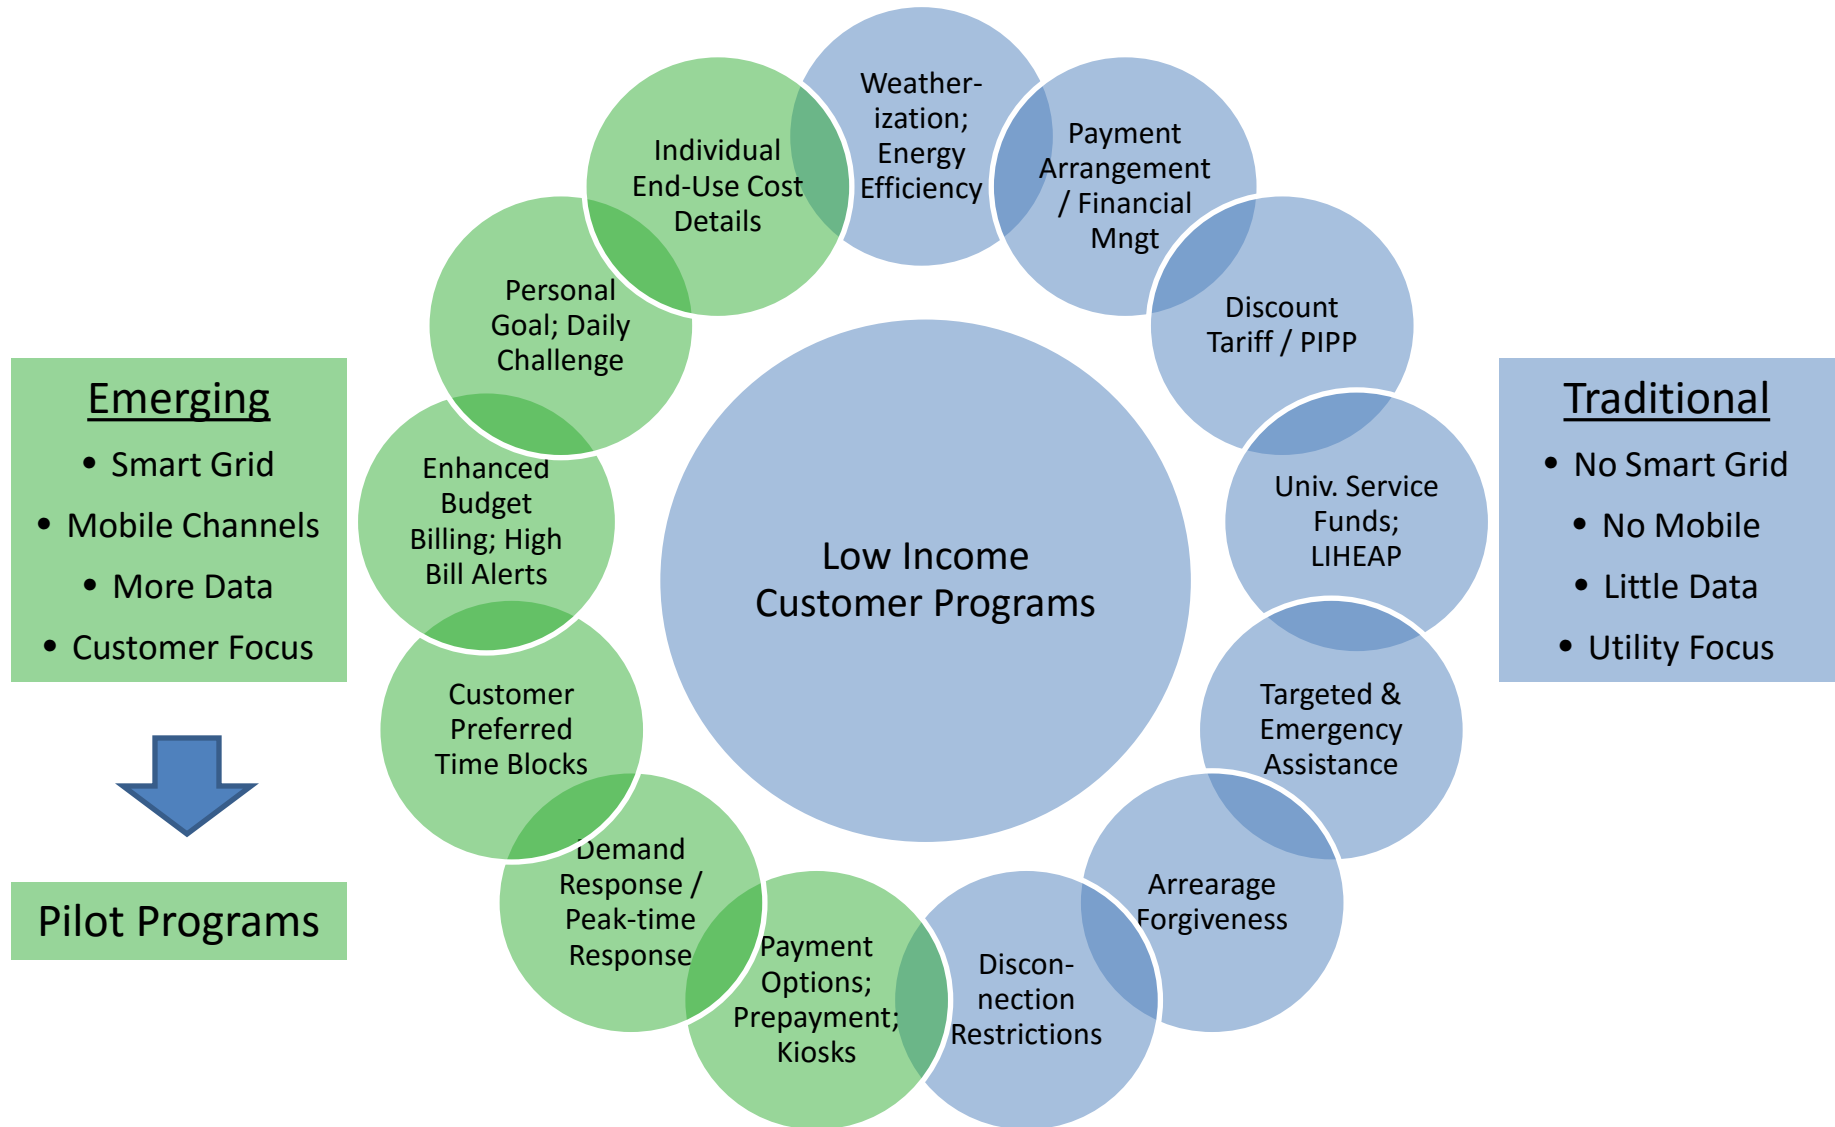 Weather-
ization;
Energy
Efficiency
Payment
Arrangement
/ Financial
Mngt
Discount
Tariff / PIPP
Univ. Service
Funds;
LIHEAP
Targeted &
Emergency
Assistance
Arrearage
Forgiveness
Discon-
nection
Restrictions
Payment
Options;
Prepayment;
Kiosks
Demand
Response /
Peak-time
Response
Customer
Preferred
Time Blocks
Enhanced
Budget
Billing; High
Bill Alerts
Personal
Goal; Daily
Challenge
Individual
End-Use Cost
Details
Low Income
Customer Programs
Emerging
• Smart Grid
• Mobile Channels
• More Data
• Customer Focus
Pilot Programs
Traditional
• No Smart Grid
• No Mobile
• Little Data
• Utility Focus